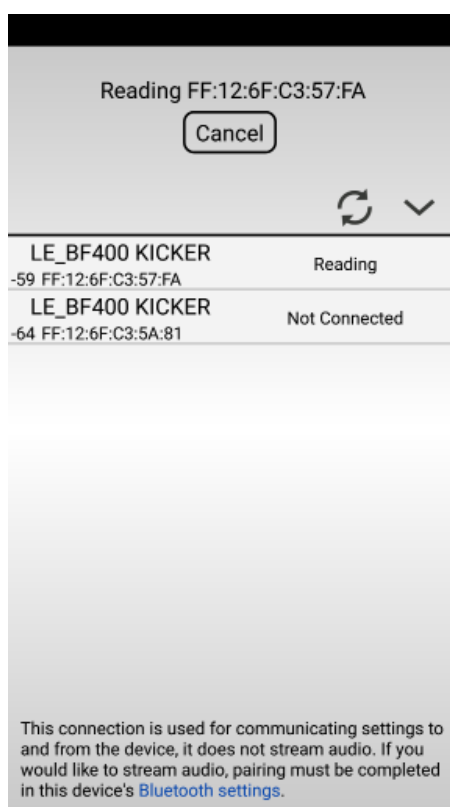 Reading FF:12:6F:C3:57:FA
Cancel
LE_BF400 KICKER
Reading
-59 FF:12:6F:C3:57:FA
LE_BF400 KICKER
Not Connected
-64 FF:12:6F:C3:5A:81
This connection is used for communicating settings to
and from the device, it does not stream audio. If you
would like to stream audio, pairing must be completed
in this device's Bluetooth settings.